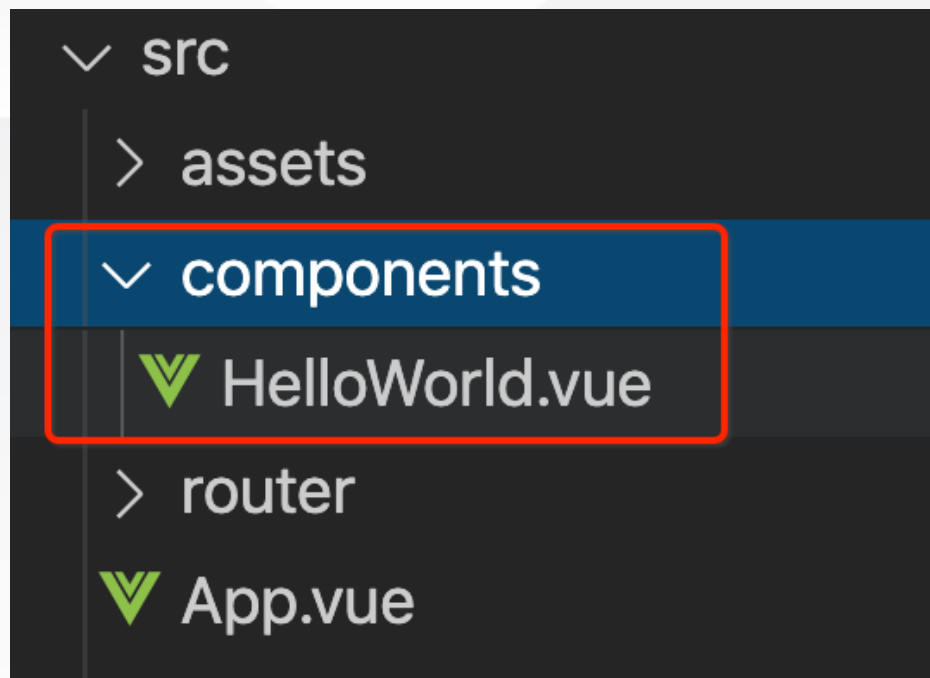 src
assets
components
HelloWorld.vue
router
App.vue